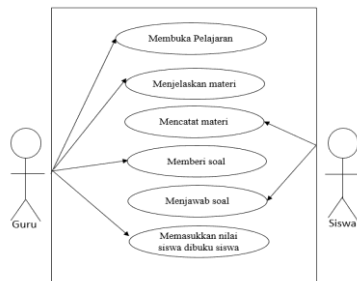 Membuka Pelajaran
Menjelaskan materi
Mencatat materi
Memberi soal
Menjawab soal
Memasukkan nilai
siswa dibuku siswa
Guru
Siswa